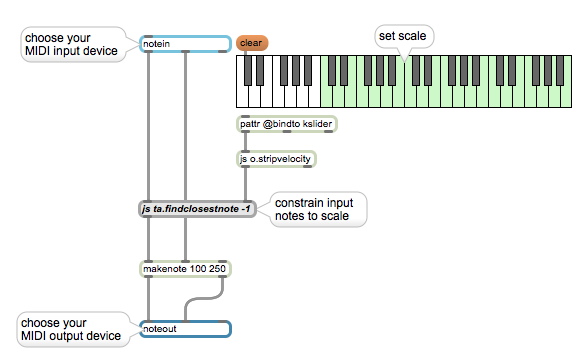 choose your
MIDI input device
notein
clear
set scale
pattr @bindto kslider
js o.stripvelocity
js ta.findclosestnote -1
constrain input
notes to scale
makenote 100 250
choose your
MIDI output device
noteout